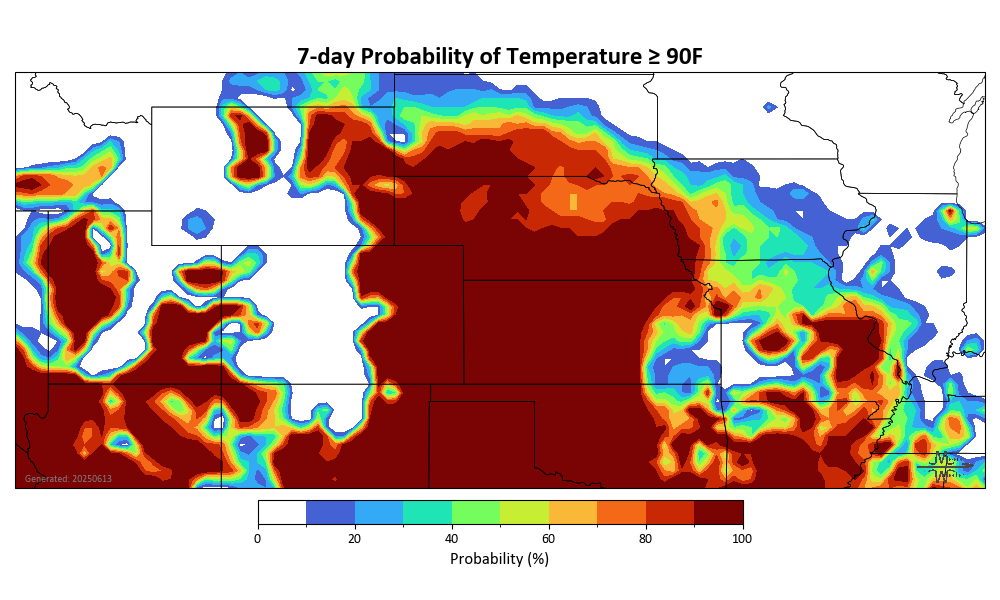 7-day Probability of Temperature ≥ 90F
Generated: 20250613
0 20 40 60 80 100
Probability (%)